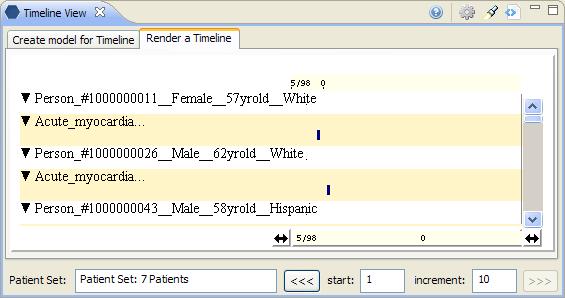 Timeline View
Create model for Timeline Render a Timeline
5/98 0
Person_#1000000011__Female__57yrold__White
Acute_myocardia...
Person_#1000000026__Male__62yrold__White
Acute_myocardia...
Person_#1000000043__Male__58yrold__Hispanic
5/98 0
Patient Set: Patient Set: 7 Patients <<< start: 1 increment: 10 >>>